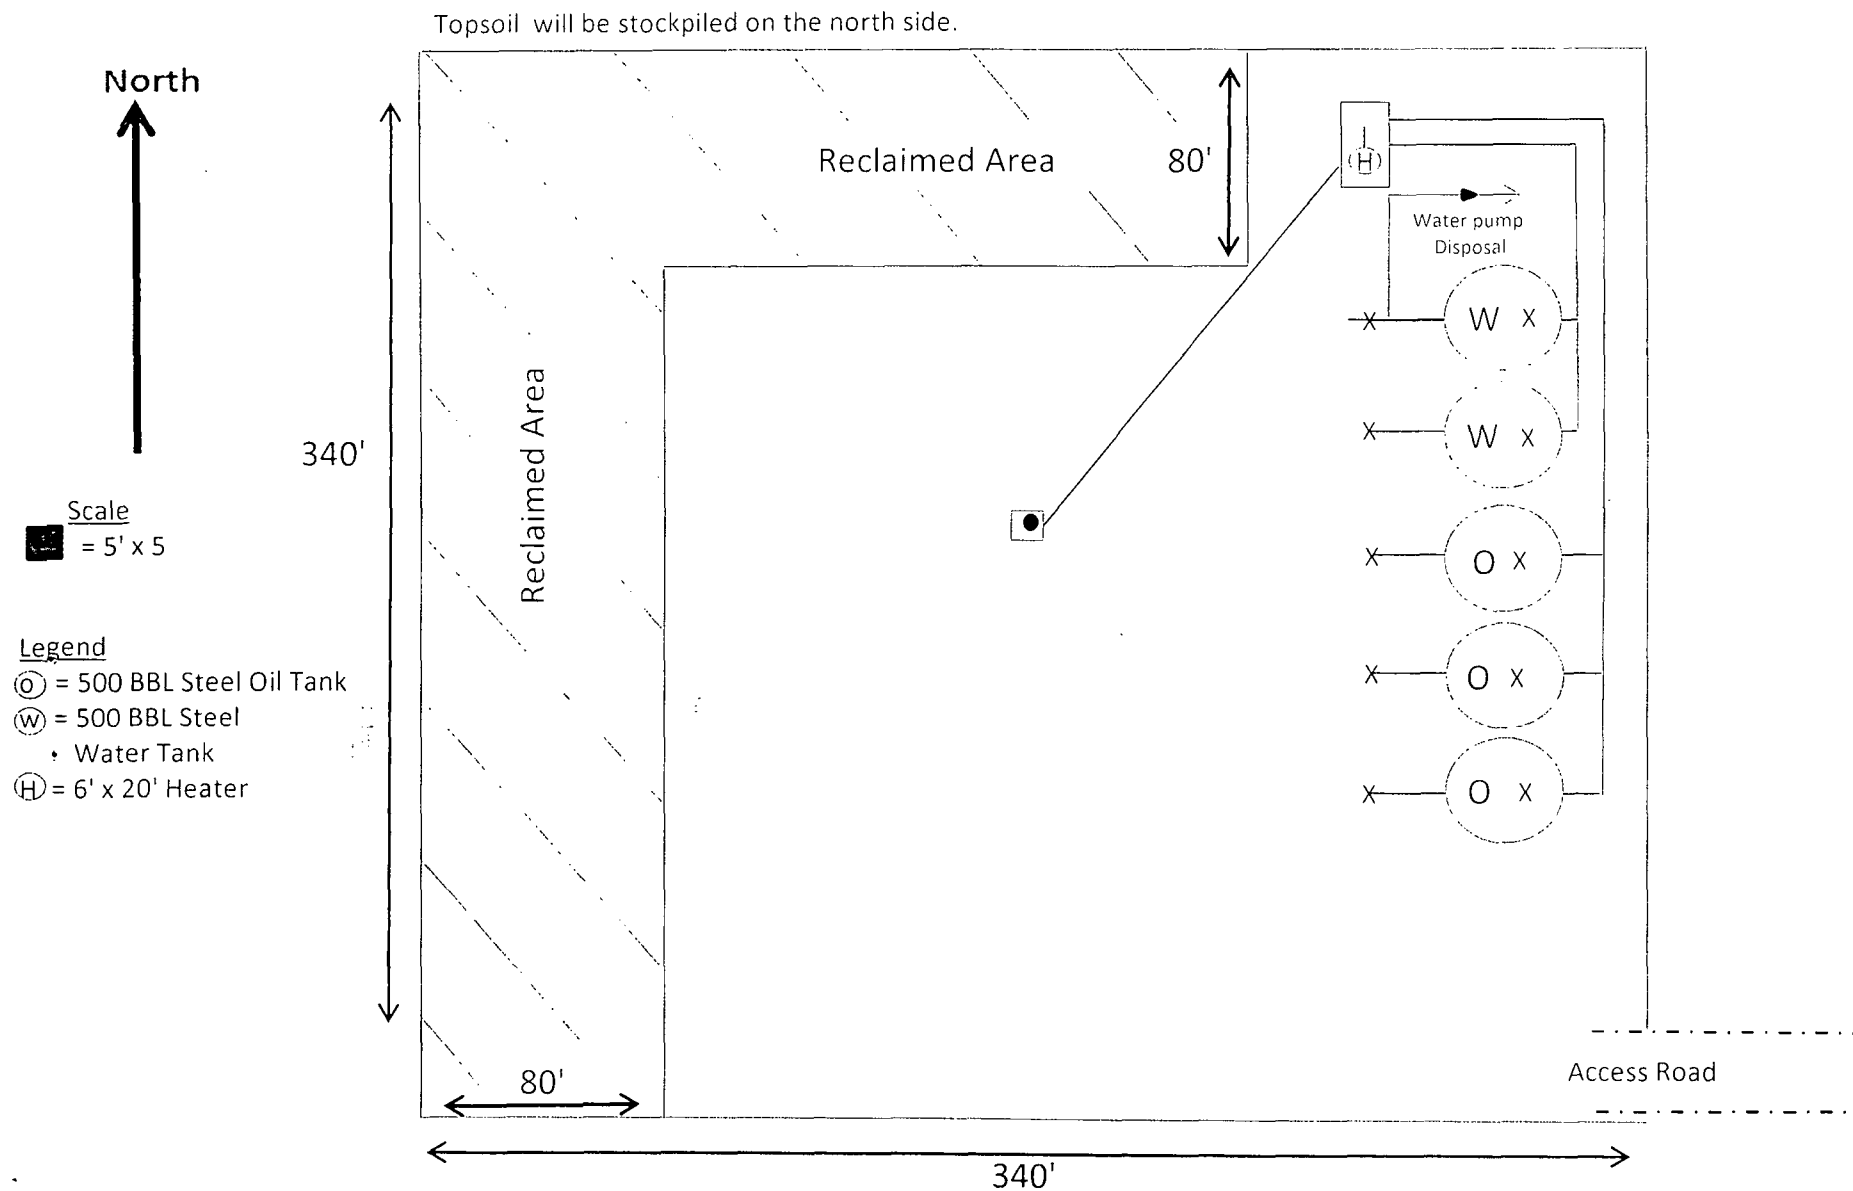 Topsoil will be stockpiled on the north side.
North
Reclaimed Area
80'
H
Water pump
Disposal
W X
X
340'
Reclaimed Area
W X
X
Scale
= 5' x 5
O X
X
Legend
O = 500 BBL Steel Oil Tank
W = 500 BBL Steel
Water Tank
H = 6' x 20' Heater
O X
X
O X
X
80'
Access Road
340'